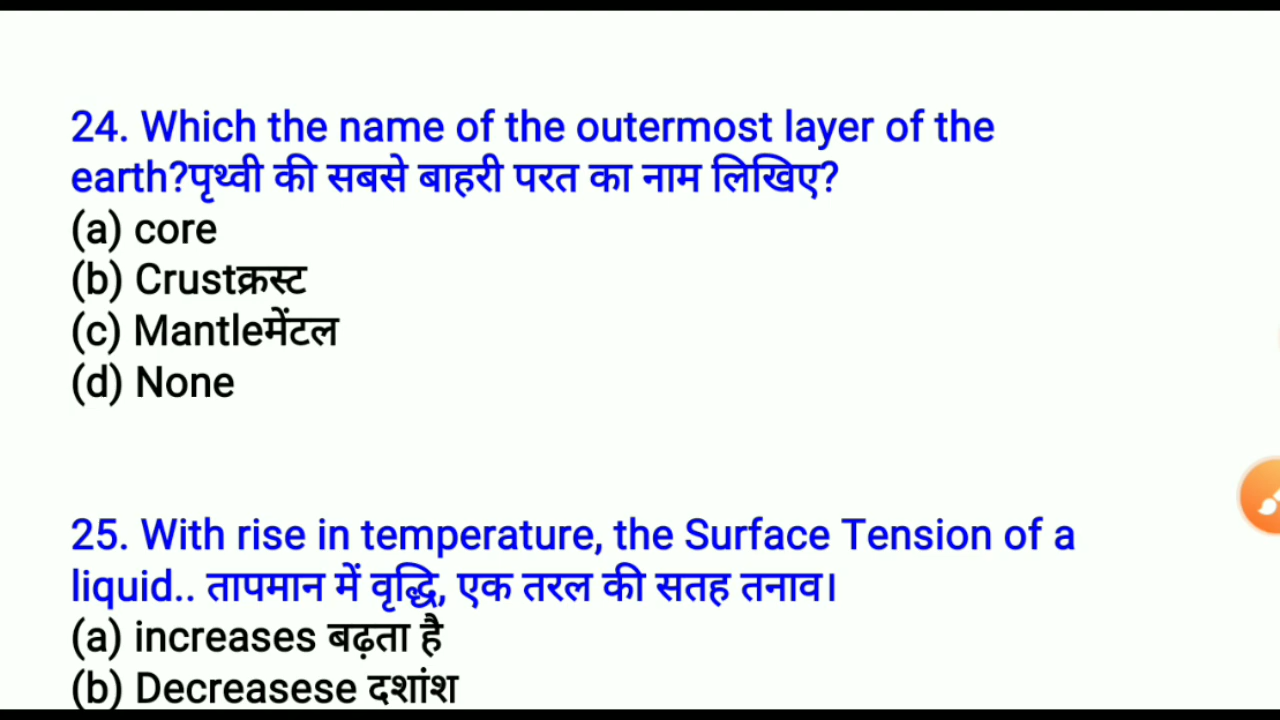 24. Which the name of the outermost layer of the
earth?पृथ्वी की सबसे बाहरी परत का नाम लिखिए?
(a) core
(b) Crustक्रस्ट
(c) Mantleमेंटल
(d) None
25. With rise in temperature, the Surface Tension of a
liquid.. तापमान में वृद्धि, एक तरल की सतह तनाव।
(a) increases बढ़ता है
(b) Decreasese दशांश